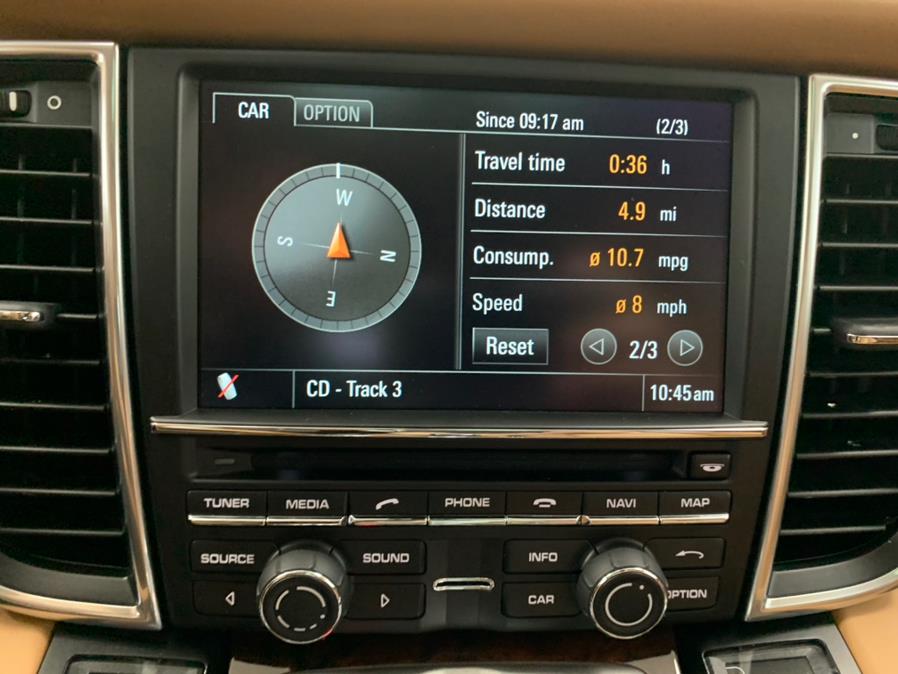 CAR OPTION
Since 09:17 am (2/3)
Travel time 0:36 h
Distance 4.9 mi
Consump. ø 10.7 mpg
Speed ø 8 mph
Reset 2/3
W
S N
E
CD - Track 3 10:45am
TUNER MEDIA PHONE NAVI MAP
SOURCE SOUND INFO
CAR OPTION